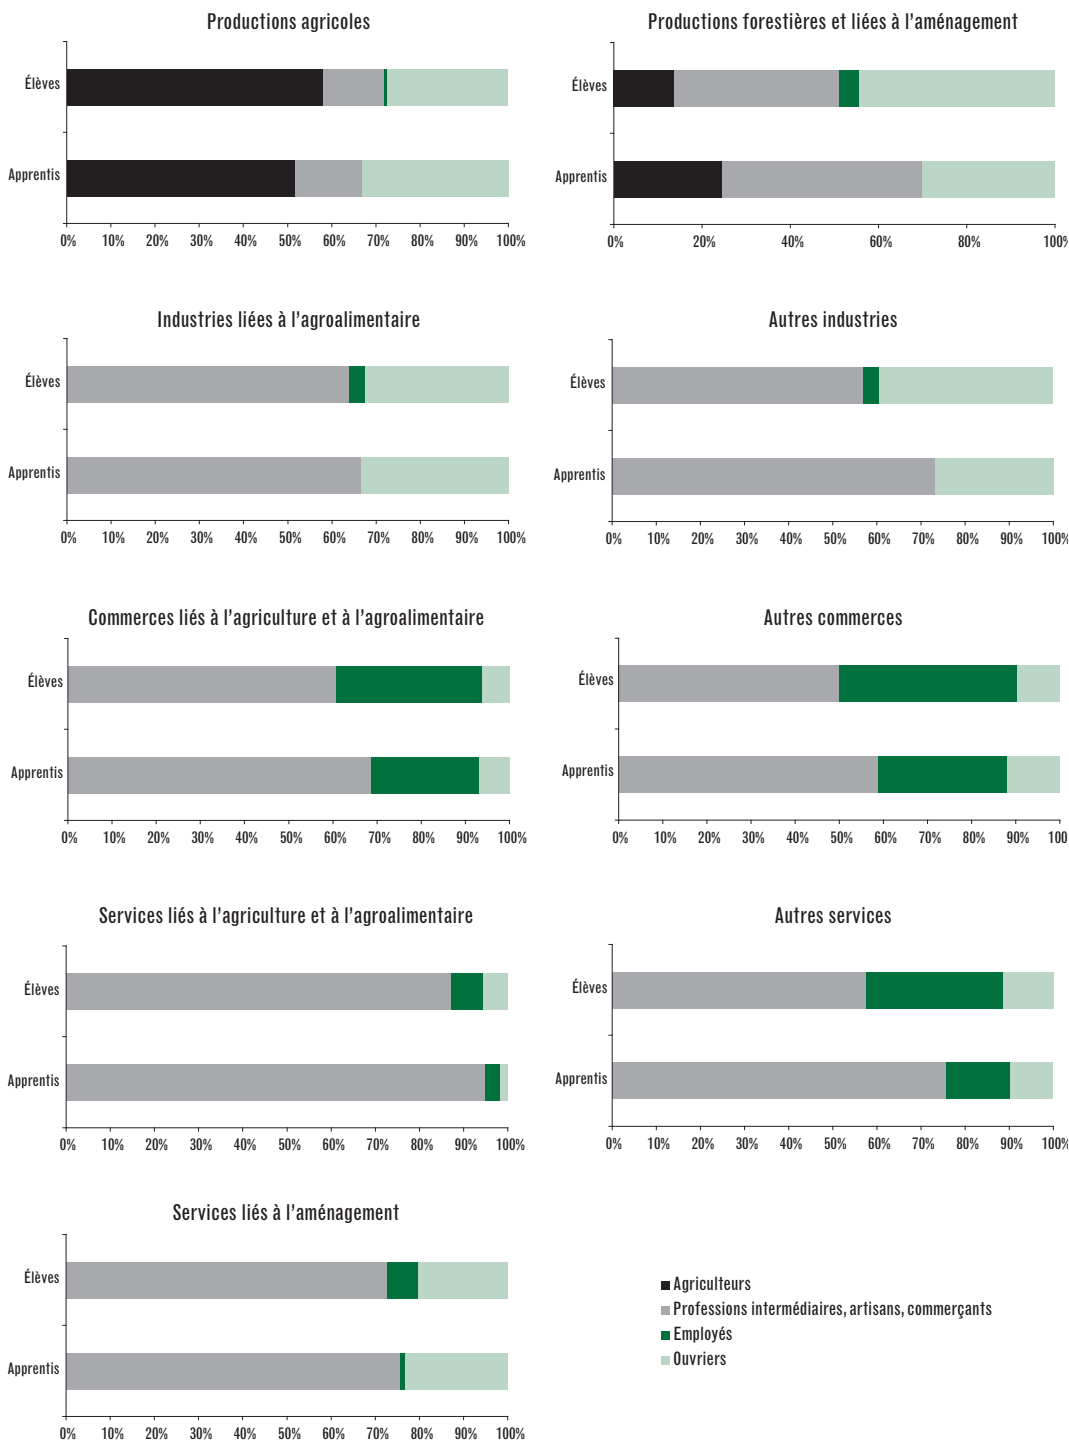 Productions agricoles
Élèves
Apprentis
0% 10% 20% 30% 40% 50% 60% 70% 80% 90% 100%
Productions forestières et liées à l’aménagement
Élèves
Apprentis
0% 20% 40% 60% 80% 100%
Industries liées à l’agroalimentaire
Élèves
Apprentis
0% 10% 20% 30% 40% 50% 60% 70% 80% 90% 100%
Autres industries
Élèves
Apprentis
0% 10% 20% 30% 40% 50% 60% 70% 80% 90% 100%
Commerces liés à l’agriculture et à l’agroalimentaire
Élèves
Apprentis
0% 10% 20% 30% 40% 50% 60% 70% 80% 90% 100%
Autres commerces
Élèves
Apprentis
0% 10% 20% 30% 40% 50% 60% 70% 80% 90% 100
Services liés à l’agriculture et à l’agroalimentaire
Élèves
Apprentis
0% 10% 20% 30% 40% 50% 60% 70% 80% 90% 100%
Autres services
Élèves
Apprentis
0% 10% 20% 30% 40% 50% 60% 70% 80% 90% 100%
Services liés à l’aménagement
Élèves
Apprentis
0% 10% 20% 30% 40% 50% 60% 70% 80% 90% 100%
Agriculteurs
Professions intermédiaires, artisans, commerçants
Employés
Ouvriers